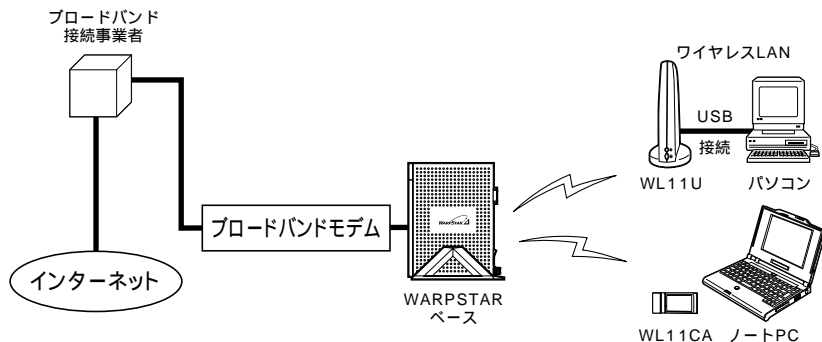 ブロードバンド
接続事業者
ワイヤレスLAN
USB
接続
WL11U
パソコン
ブロードバンドモデム
WARPSTAR
インターネット
WARPSTAR
ベース
WL11CA
ノートPC